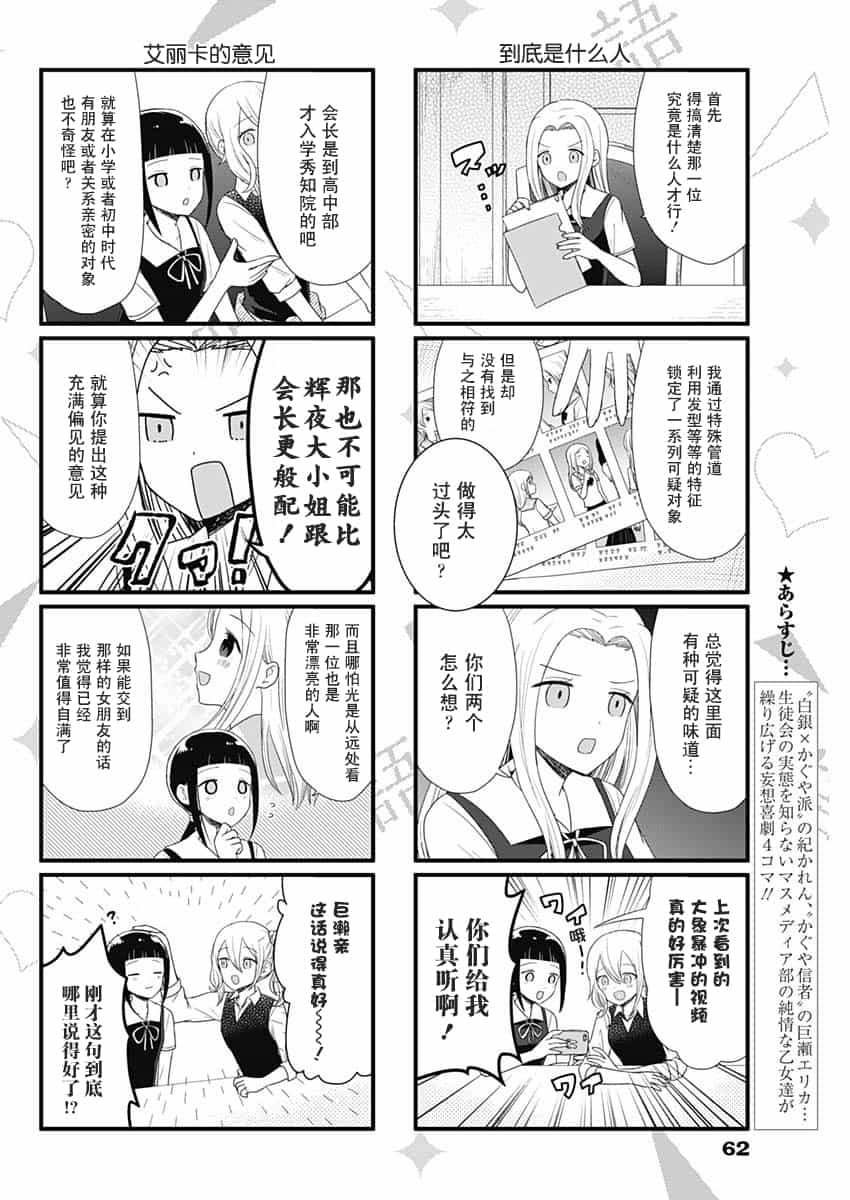 到底是什么人
首先
得搞清楚那一位
究竟是什么人才行！
スッ…
我通过特殊管道
利用发型等等的特征
锁定了一系列可疑对象
但是却
没有找到
与之相符的
做得太
过头了吧？
总觉得这里面
有种可疑的味道…
你们两个
怎么想？
上次看到的
大象暴冲的视频
真的好厉害—
哦！
ワイ
ワイ
你们给我
认真听啊！
艾丽卡的意见
会长是到高中部
才入学秀知院的吧
就算在小学或者初中时代
有朋友或者关系亲密的对象
也不奇怪吧？
那也不可能比
辉夜大小姐跟
会长更般配！
就算你提出这种
充满偏见的意见
クワッ!!
而且哪怕光是从远处看
那一位也是
非常漂亮的人啊
如果能交到
那样的女朋友的话
我觉得已经
非常值得自满了
巨濑亲
这话说得真好～～～
?
刚才这句到底
哪里说得好了!?
★あらすじ…
〝白銀×かぐや派〟の紀かれん、〝かぐや信者〟の巨瀬エリカ…
生徒会の実態を知らないマスメディア部の純情な乙女達が
繰り広げる妄想喜劇4コマ!!
62
語
語